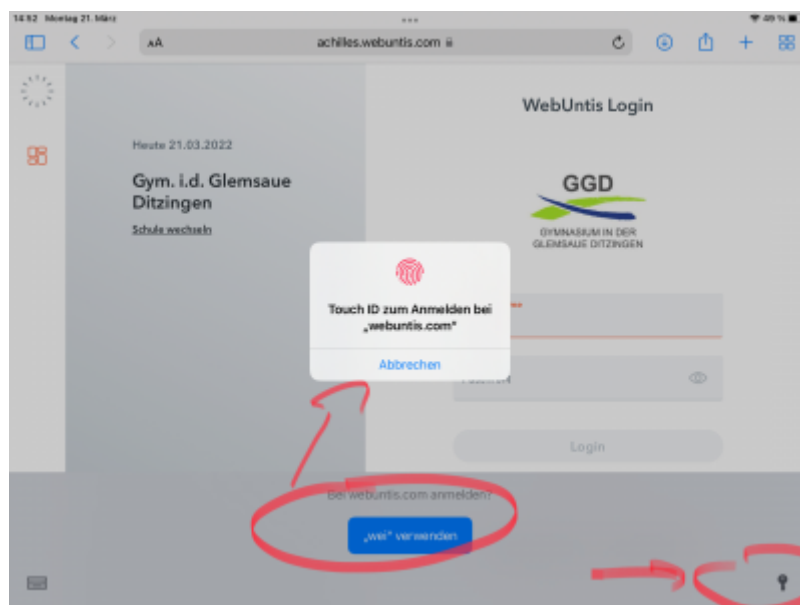 14:52 Montag 21. März
49 %
AA
achilles.webuntis.com
WebUntis Login
Heute 21.03.2022
Gym. i.d. Glemsaue
Ditzingen
Schule wechseln
GGD
GYMNASIUM IN DER
GLEMSAUE DITZINGEN
Touch ID zum Anmelden bei
„webuntis.com“
Abbrechen
Login
Bei webuntis.com anmelden?
„wei“ verwenden